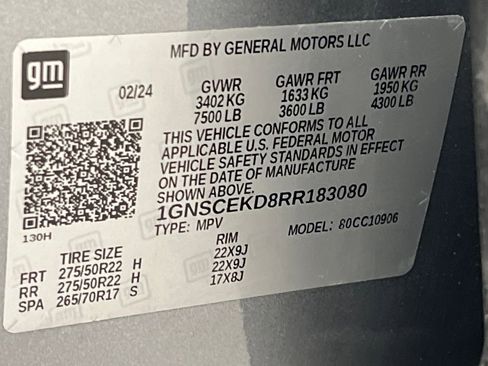 gm
MFD BY GENERAL MOTORS LLC
02/24 GVWR GAWR FRT GAWR RR
3402 KG 1633 KG 1950 KG
7500 LB 3600 LB 4300 LB
THIS VEHICLE CONFORMS TO ALL
APPLICABLE U.S. FEDERAL MOTOR
VEHICLE SAFETY STANDARDS IN EFFECT
ON THE DATE OF MANUFACTURE
SHOWN ABOVE.
1GNSCEKD8RR183080
130H TYPE: MPV MODEL: 80CC10906
TIRE SIZE RIM
FRT 275/50R22 H 22X9J
RR 275/50R22 H 22X9J
SPA 265/70R17 S 17X8J